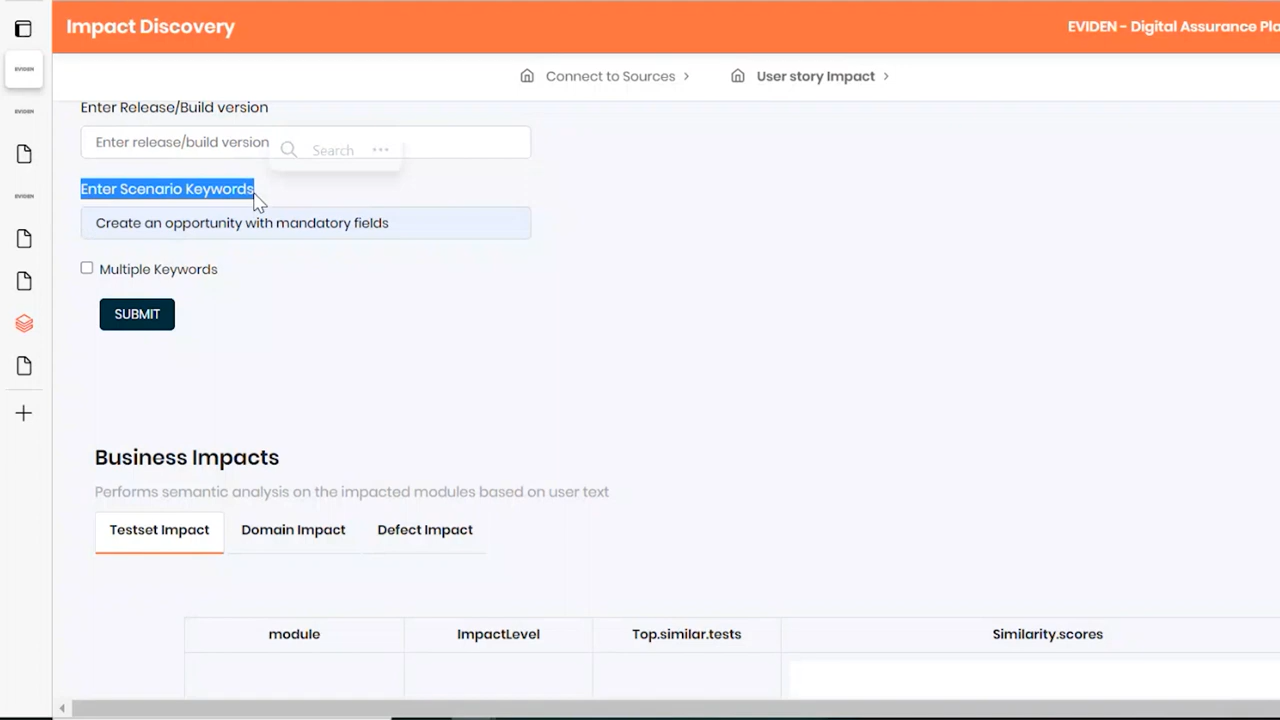 Impact Discovery
EVIDEN - Digital Assurance Pla
EVIDEN
Connect to Sources
User story Impact
EVIDEN
Enter Release/Build version
Enter release/build version
Search
Enter Scenario Keywords
EVIDEN
Create an opportunity with mandatory fields
Multiple Keywords
SUBMIT
Business Impacts
Performs semantic analysis on the impacted modules based on user text
Testset Impact
Domain Impact
Defect Impact
module
ImpactLevel
Top.similar.tests
Similarity.scores